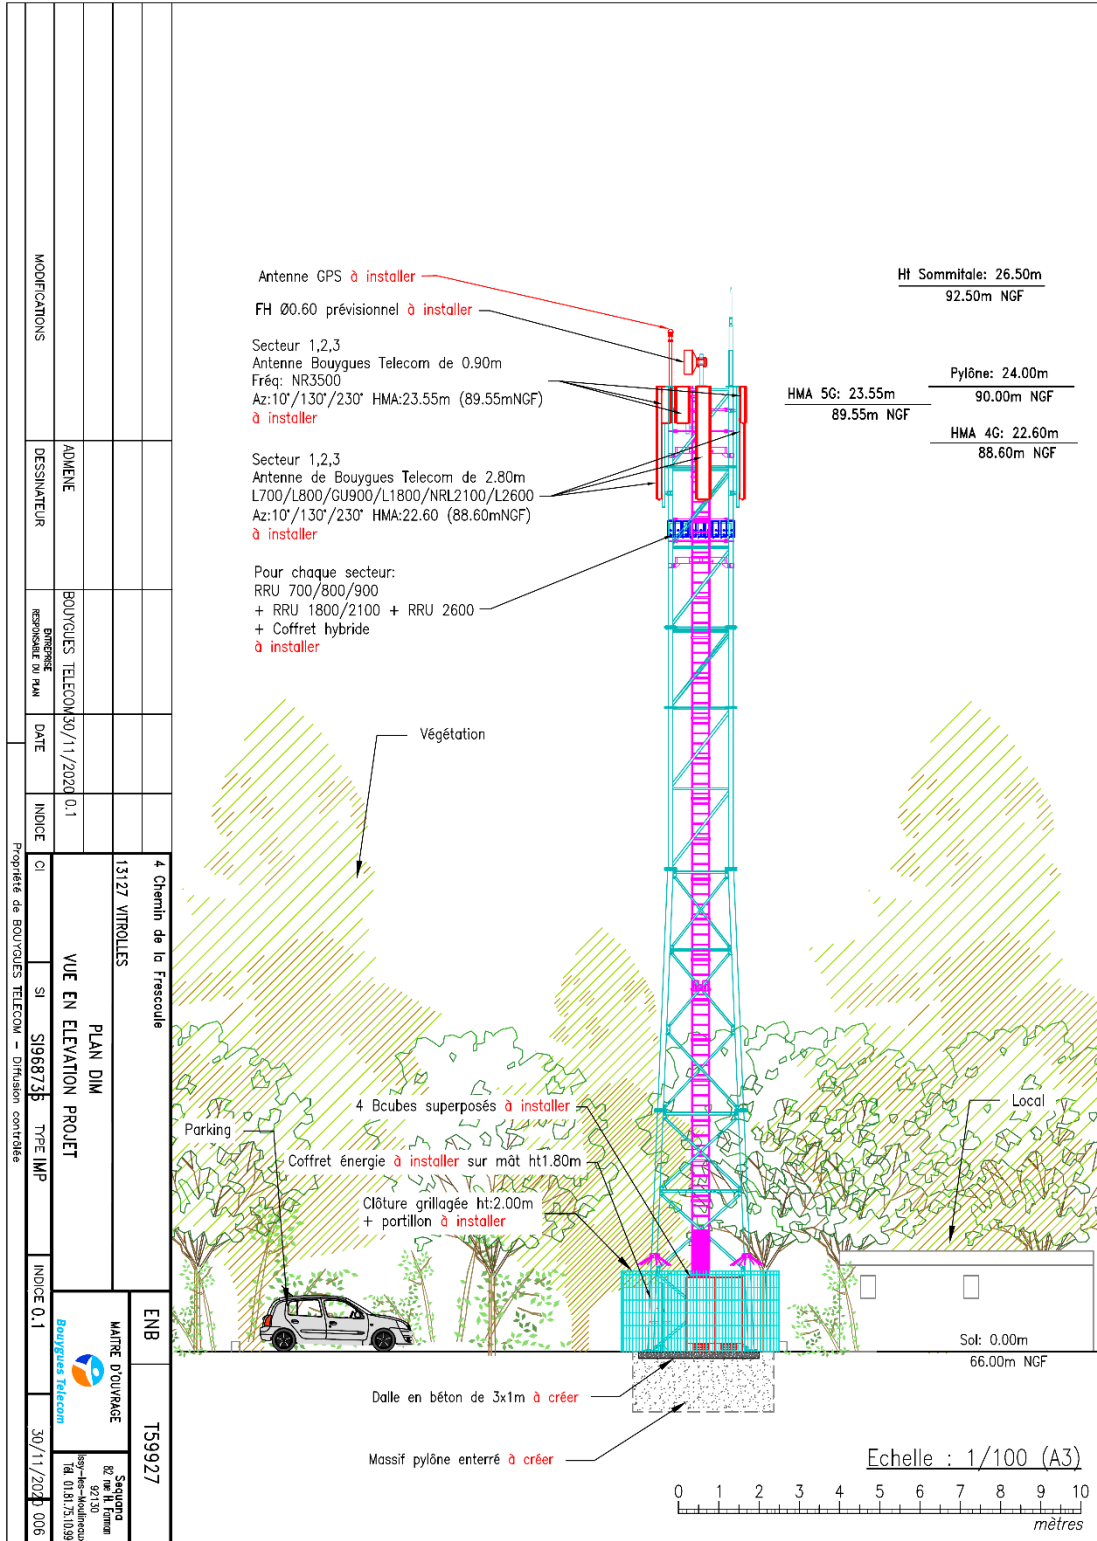 Antenne GPS à installer
FH Ø0.60 prévisionnel à installer
Secteur 1,2,3
Antenne Bouygues Telecom de 0.90m
Fréq: NR3500
Az:10°/130°/230° HMA:23.55m (89.55mNGF)
à installer
Secteur 1,2,3
Antenne de Bouygues Telecom de 2.80m
L700/L800/GU900/L1800/NRL2100/L2600
Az:10°/130°/230° HMA:22.60 (88.60mNGF)
à installer
Pour chaque secteur:
RRU 700/800/900
+ RRU 1800/2100 + RRU 2600
+ Coffret hybride
à installer
Ht Sommitale: 26.50m
92.50m NGF
Pylône: 24.00m
90.00m NGF
HMA 5G: 23.55m
89.55m NGF
HMA 4G: 22.60m
88.60m NGF
Végétation
4 Bcubes superposés à installer
Local
Parking
Coffret énergie à installer sur mât ht1.80m
Clôture grillagée ht:2.00m
+ portillon à installer
Sol: 0.00m
66.00m NGF
Dalle en béton de 3x1m à créer
Massif pylône enterré à créer
Echelle : 1/100 (A3)
0 1 2 3 4 5 6 7 8 9 10
mètres
MODIFICATIONS
DESSINATEUR
ENTREPRISE
RESPONSABLE DU PLAN
DATE
INDICE
ADMENE
BOUYGUES TELECOM
30/11/2020
0.1
4 Chemin de la Frescoule
13127 VITROLLES
PLAN DIM
VUE EN ELEVATION PROJET
CI
SI
SI968735
TYPE IMP
INDICE 0.1
30/11/2020
006
ENB
T59927
MAITRE D'OUVRAGE
Bouygues Telecom
Sequana
82 rue H. Farman
92130
Issy-les-Moulineaux
Tél. 01.81.75.10.99
Propriété de BOUYGUES TELECOM - Diffusion contrôlée